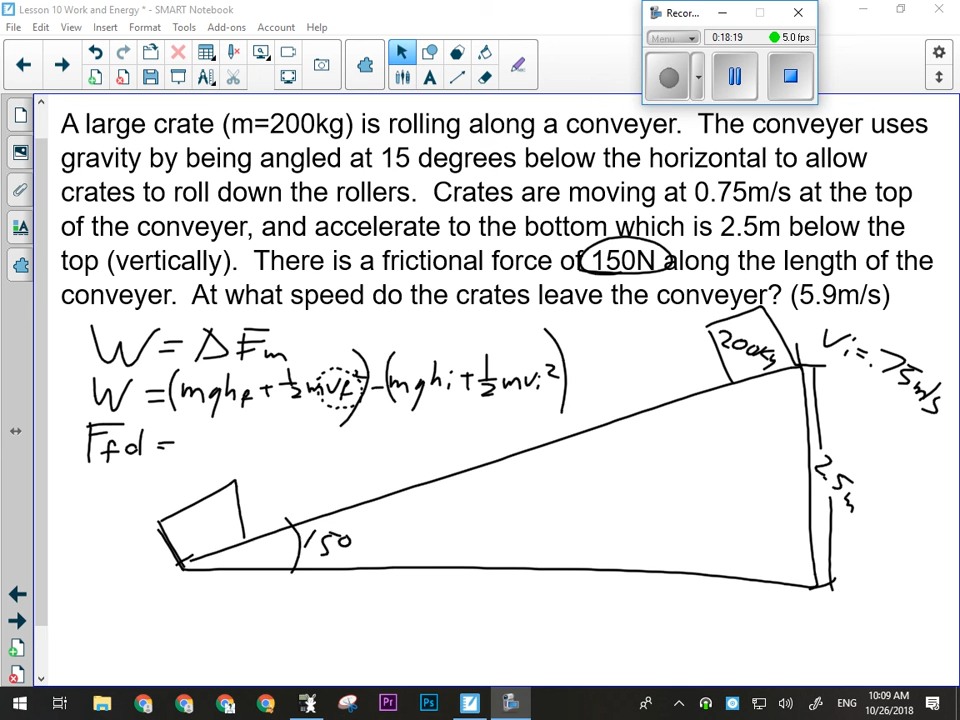 Lesson 10 Work and Energy * - SMART Notebook
Recor...
File Edit View Insert Format Tools Add-ons Account Help
Menu
0:18:19
5.0 fps
A large crate (m=200kg) is rolling along a conveyer. The conveyer uses
gravity by being angled at 15 degrees below the horizontal to allow
crates to roll down the rollers. Crates are moving at 0.75m/s at the top
of the conveyer, and accelerate to the bottom which is 2.5m below the
top (vertically). There is a frictional force of 150N along the length of the
conveyer. At what speed do the crates leave the conveyer? (5.9m/s)
W = ΔEm
W = (mghf + ½mvf²) - (mghi + ½mvi²)
Ffd =
200kg
Vi = .75m/s
2.5m
15°
ENG
10:09 AM
10/26/2018